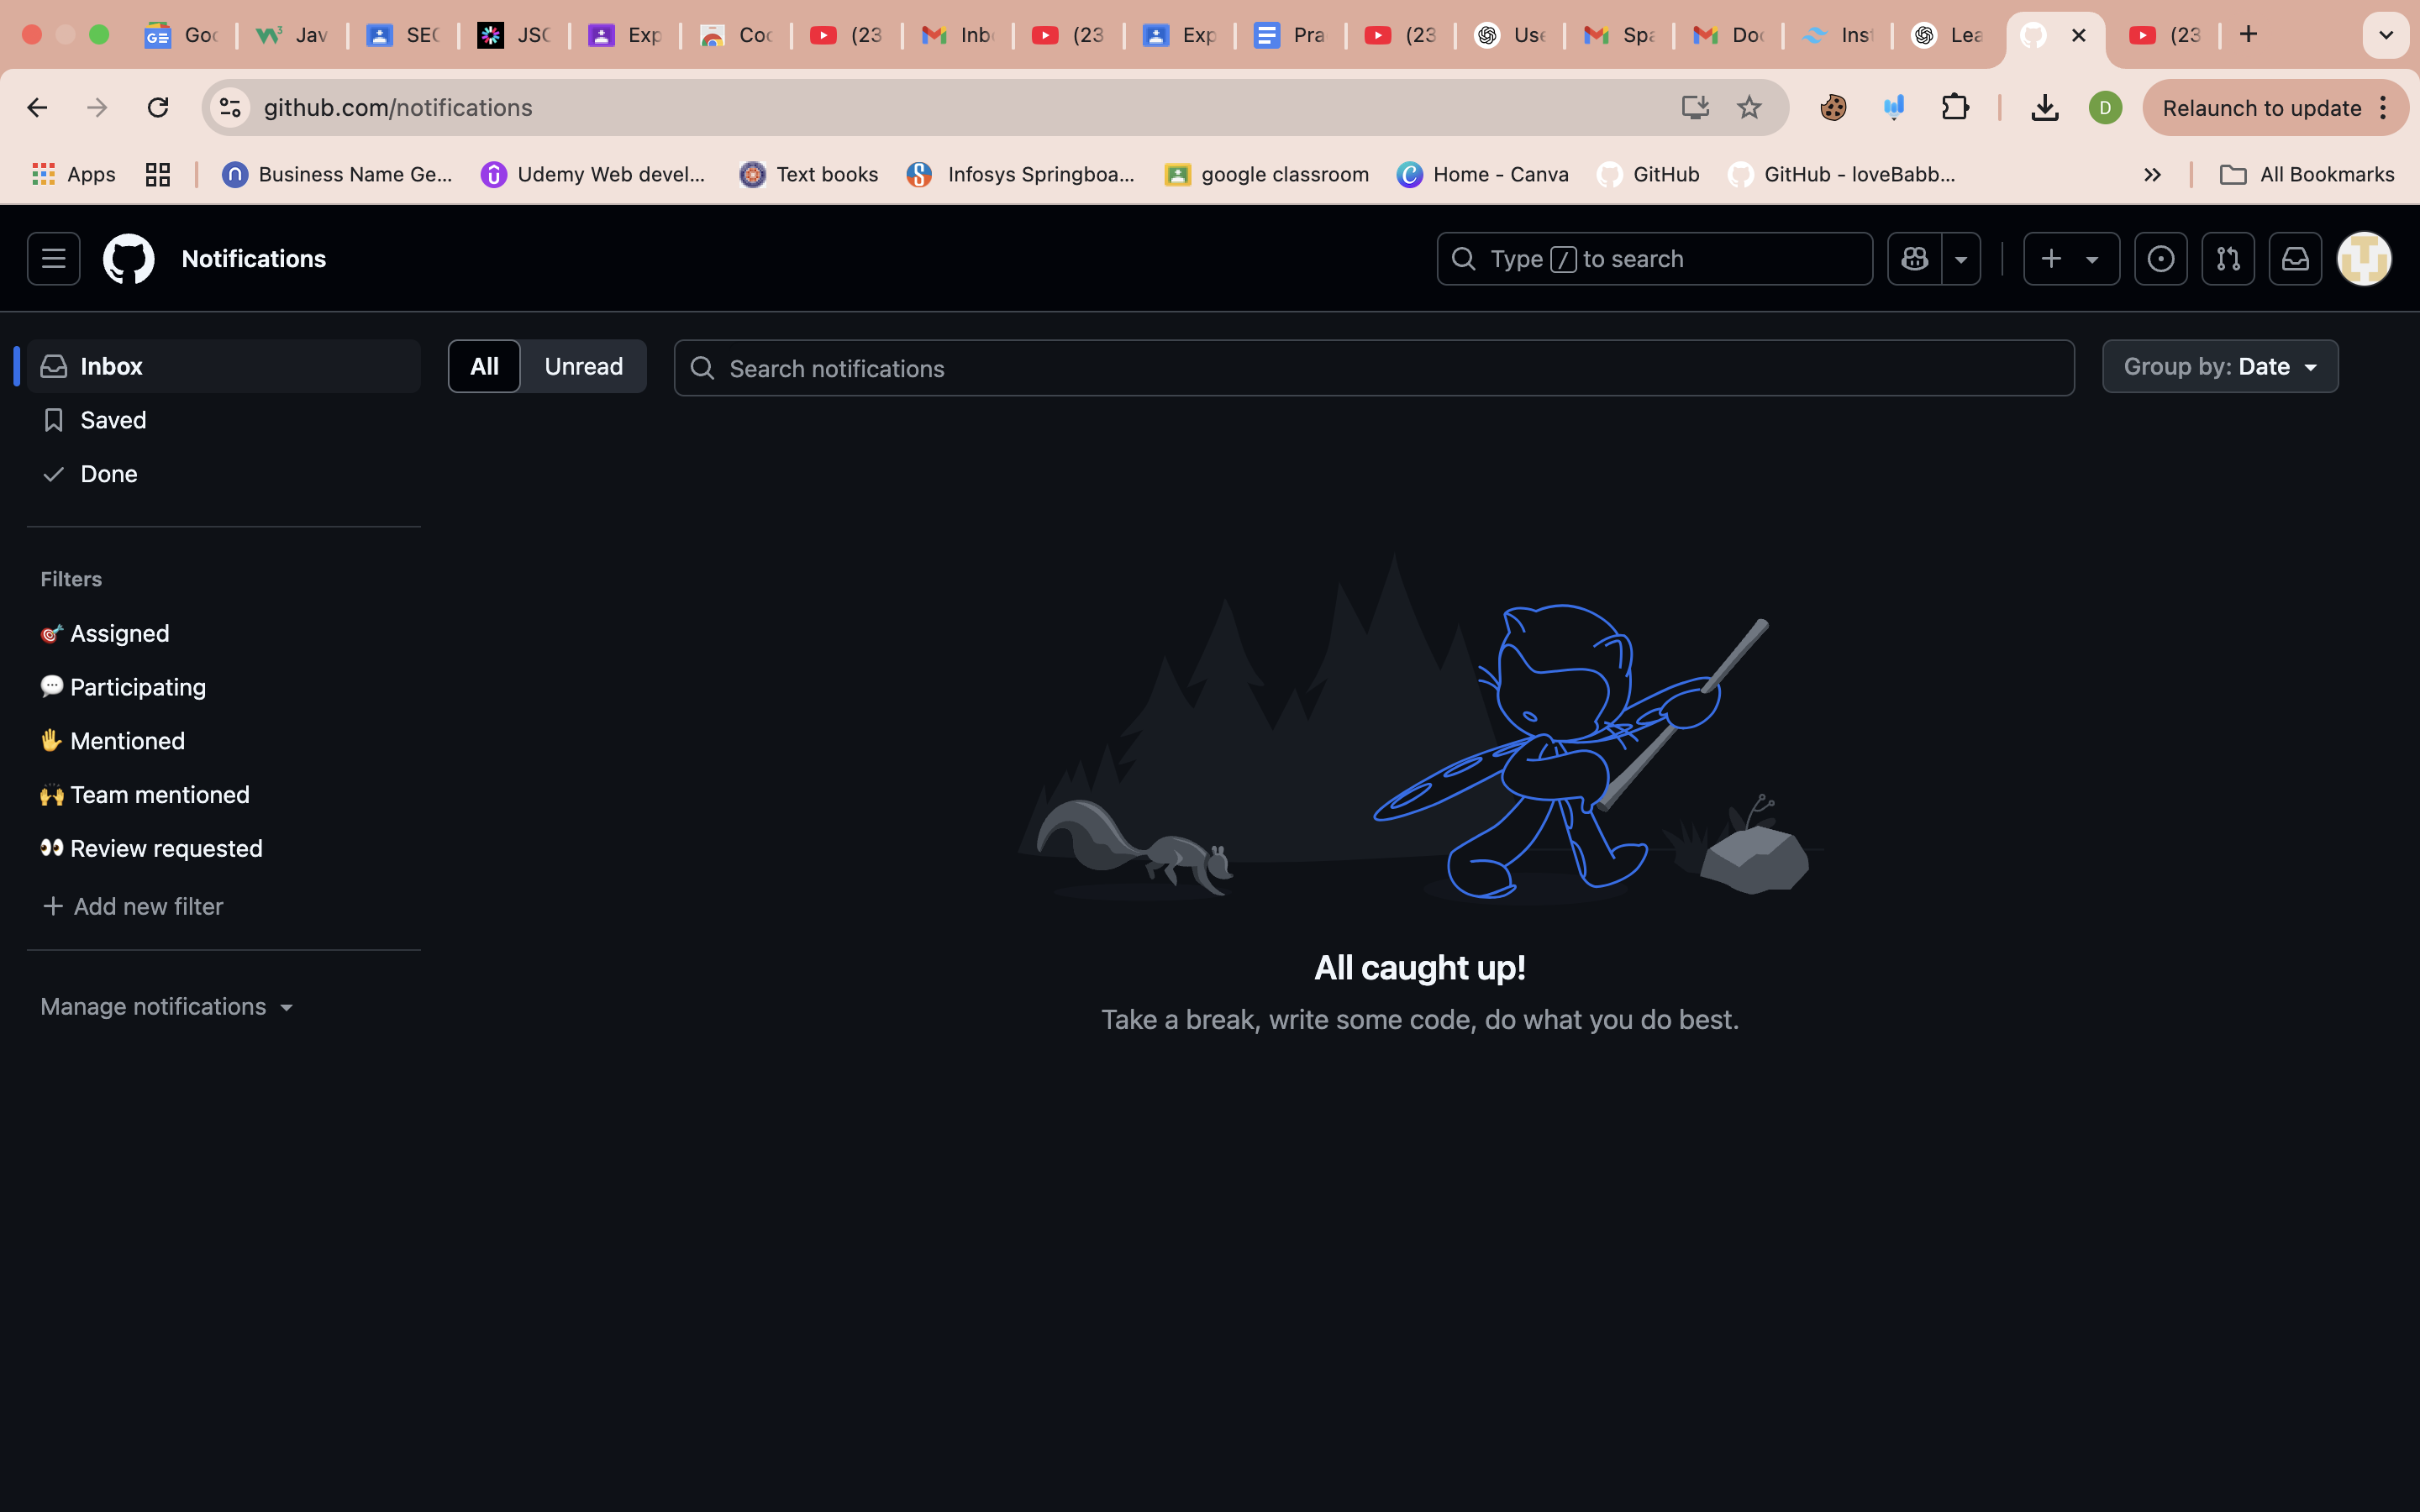 Goo
Jav
SEC
JSO
Exp
Coo
(23
Inb
(23
Exp
Pra
(23
Use
Spa
Doc
Inst
Lea
(23
github.com/notifications
D
Relaunch to update
Apps
Business Name Ge...
Udemy Web devel...
Text books
Infosys Springboa...
google classroom
Home - Canva
GitHub
GitHub - loveBabb...
All Bookmarks
Notifications
Type / to search
Inbox
All
Unread
Search notifications
Group by: Date
Saved
Done
Filters
Assigned
Participating
Mentioned
Team mentioned
Review requested
Add new filter
Manage notifications
All caught up!
Take a break, write some code, do what you do best.